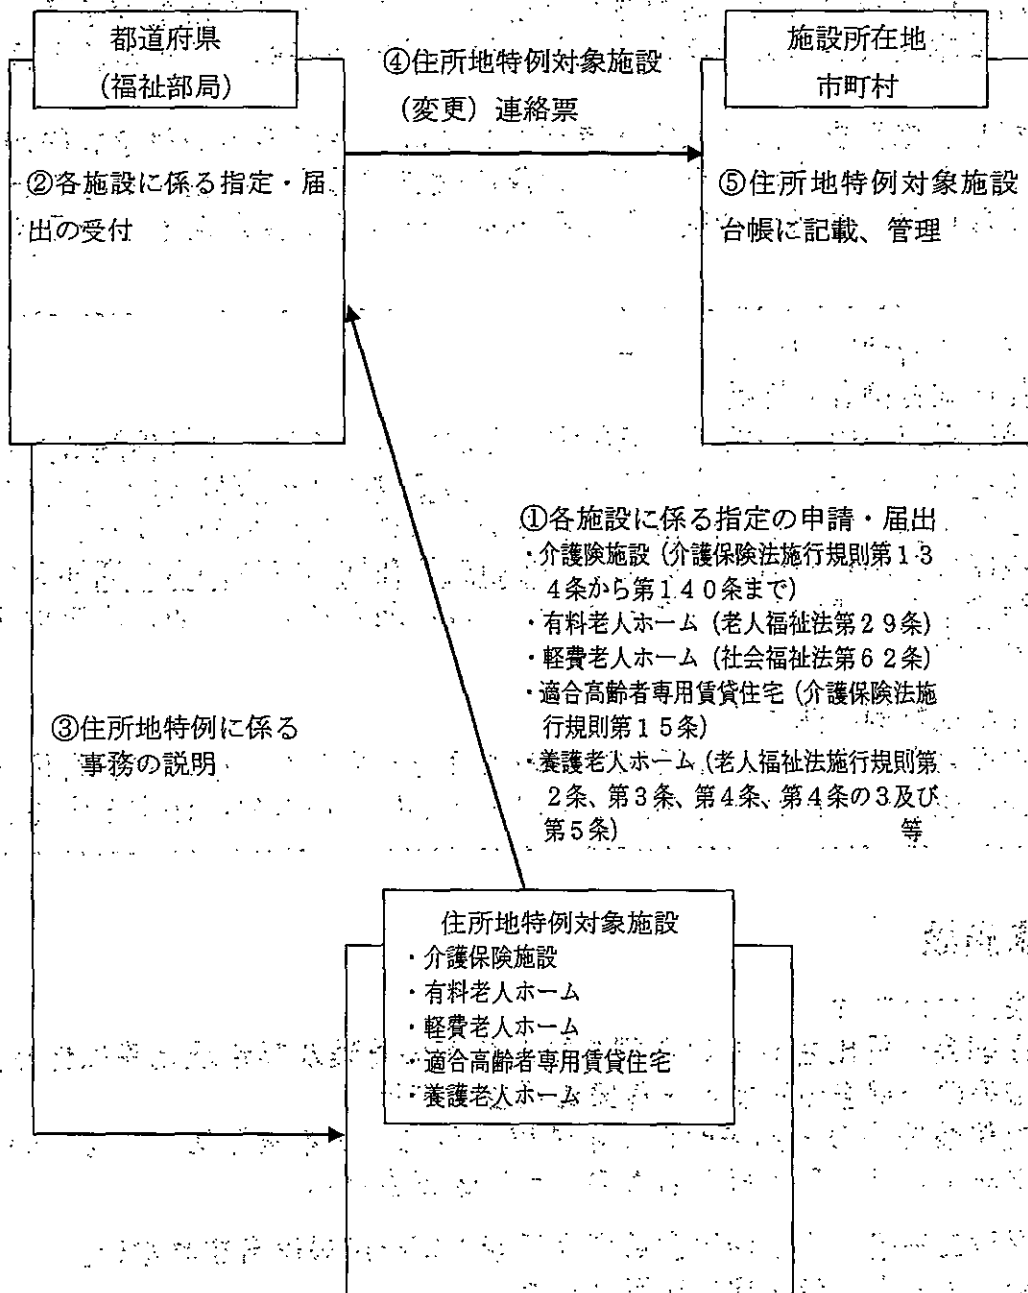 都道府県
(福祉部局)
④住所地特例対象施設
(変更)連絡票
施設所在地
市町村
②各施設に係る指定・届
出の受付
⑤住所地特例対象施設
台帳に記載、管理
①各施設に係る指定の申請・届出
・介護険施設(介護保険法施行規則第13
4条から第140条まで)
・有料老人ホーム(老人福祉法第29条)
・軽費老人ホーム(社会福祉法第62条)
・適合高齢者専用賃貸住宅(介護保険法施
行規則第15条)
・養護老人ホーム(老人福祉法施行規則第
2条、第3条、第4条、第4条の3及び
第5条) 等
③住所地特例に係る
事務の説明
住所地特例対象施設
・介護保険施設
・有料老人ホーム
・軽費老人ホーム
・適合高齢者専用賃貸住宅
・養護老人ホーム